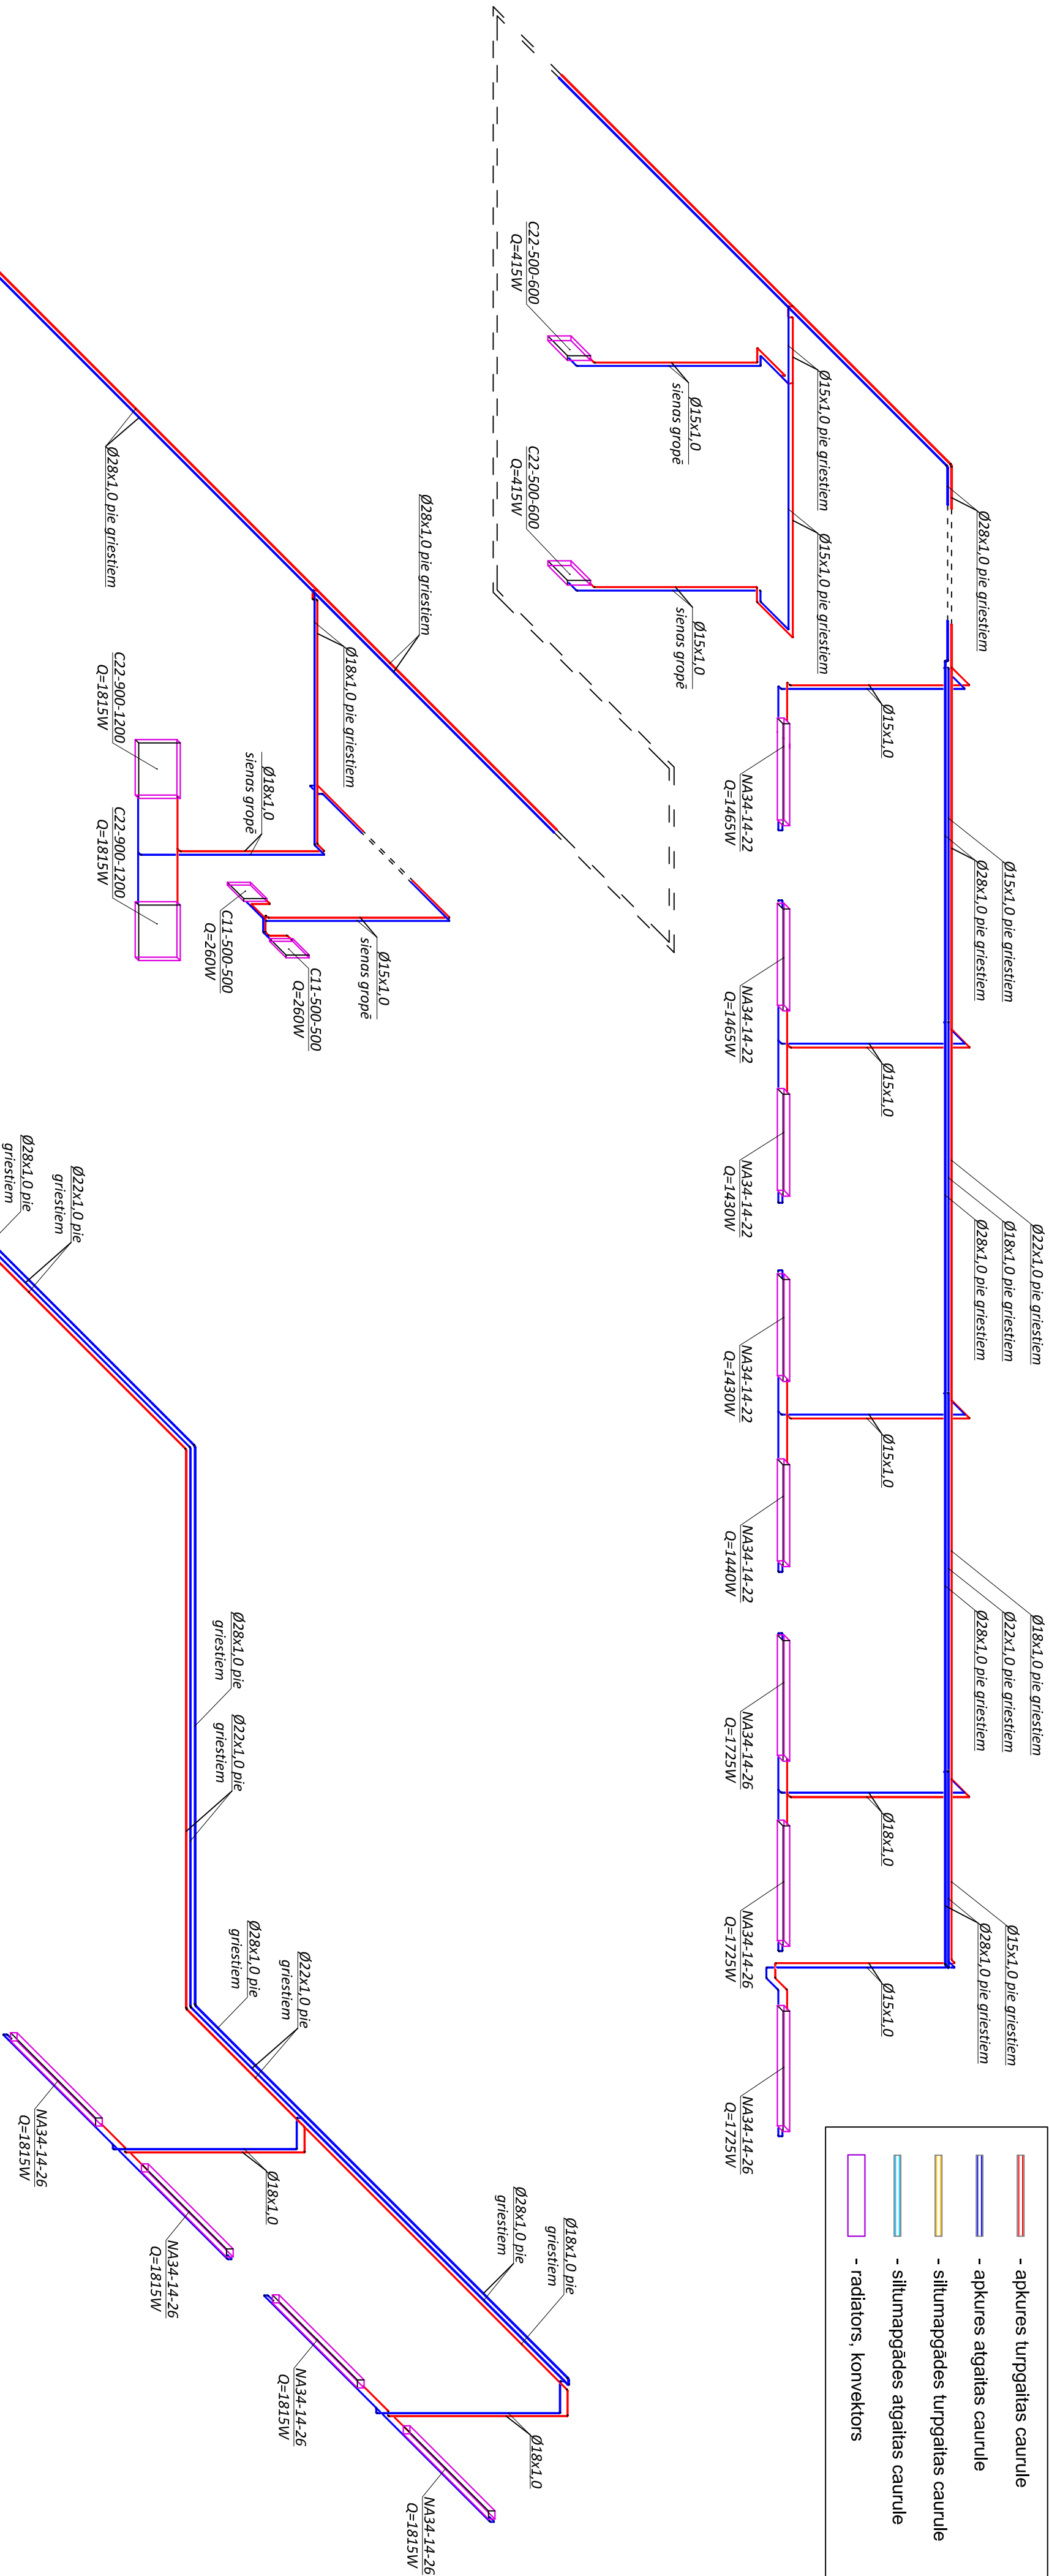 - apkures turpgaitas caurule
- apkures atgaitas caurule
- siltumapgādes turpgaitas caurule
- siltumapgādes atgaitas caurule
- radiators, konvektors
Ø28x1,0 pie griestiem
Ø15x1,0 pie griestiem
Ø28x1,0 pie griestiem
Ø22x1,0 pie griestiem
Ø18x1,0 pie griestiem
Ø28x1,0 pie griestiem
Ø18x1,0 pie griestiem
Ø22x1,0 pie griestiem
Ø28x1,0 pie griestiem
Ø15x1,0 pie griestiem
Ø28x1,0 pie griestiem
Ø15x1,0
Ø15x1,0
Ø15x1,0
Ø18x1,0
Ø15x1,0
NA34-14-22
Q=1465W
NA34-14-22
Q=1465W
NA34-14-22
Q=1430W
NA34-14-22
Q=1430W
NA34-14-22
Q=1440W
NA34-14-26
Q=1725W
NA34-14-26
Q=1725W
NA34-14-26
Q=1725W
Ø15x1,0 pie griestiem
Ø15x1,0 pie griestiem
Ø15x1,0
sienas gropē
Ø15x1,0
sienas gropē
C22-500-600
Q=415W
C22-500-600
Q=415W
Ø28x1,0 pie griestiem
Ø18x1,0 pie griestiem
Ø28x1,0 pie griestiem
Ø15x1,0
sienas gropē
Ø18x1,0
sienas gropē
C11-500-500
Q=260W
C11-500-500
Q=260W
C22-900-1200
Q=1815W
C22-900-1200
Q=1815W
Ø18x1,0 pie
griestiem
Ø28x1,0 pie
griestiem
Ø18x1,0
Ø22x1,0 pie
griestiem
Ø28x1,0 pie
griestiem
Ø18x1,0
Ø28x1,0 pie
griestiem
Ø22x1,0 pie
griestiem
Ø22x1,0 pie
griestiem
Ø28x1,0 pie
griestiem
NA34-14-26
Q=1815W
NA34-14-26
Q=1815W
NA34-14-26
Q=1815W
NA34-14-26
Q=1815W